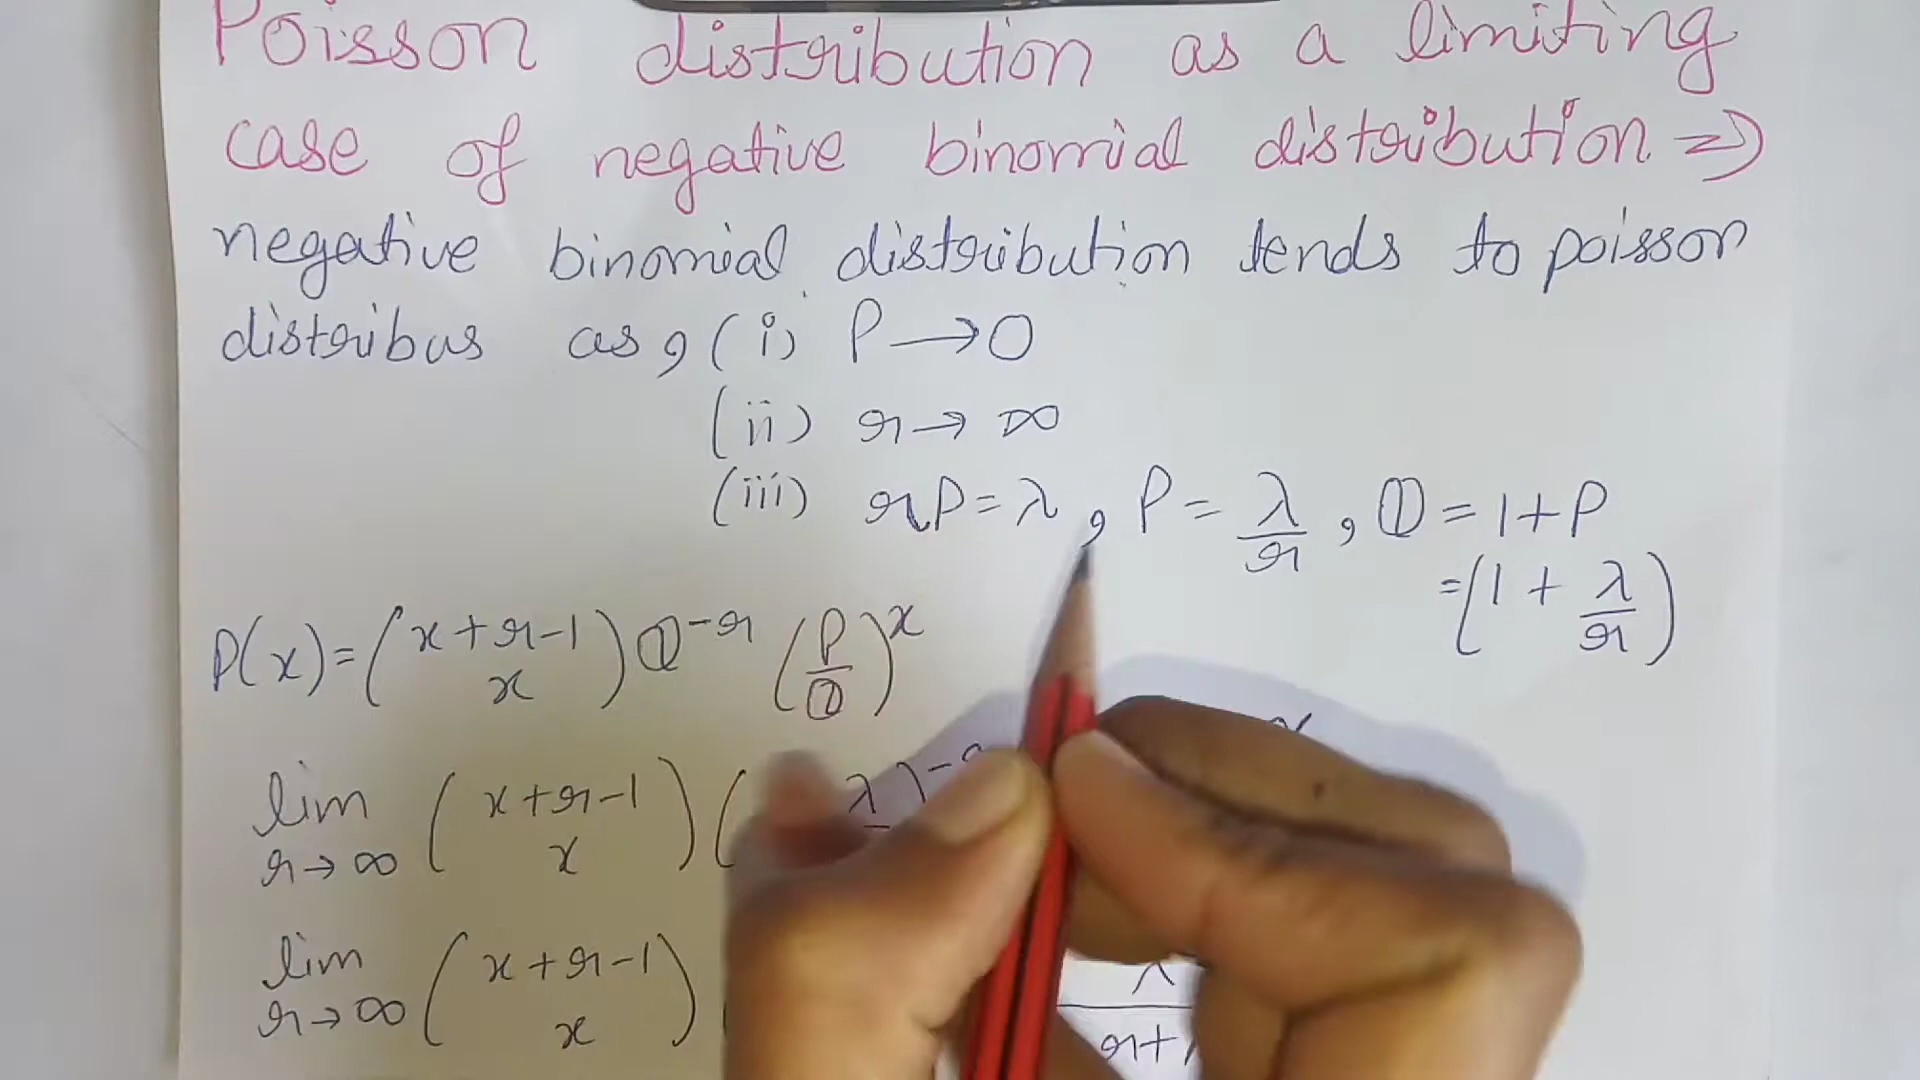 Poisson distribution as a limiting
case of negative binomial distribution ⇒
negative binomial distribution tends to poisson
distribus as, (i) P → 0
(ii) r → ∞
(iii) rP = λ, P = λ/r, Q = 1+P
= (1 + λ/r)
P(x) = (x+r-1 x) Q^-r (P/Q)^x
lim r→∞ (x+r-1 x) ( λ )^- x
lim r→∞ (x+r-1 x) λ r+